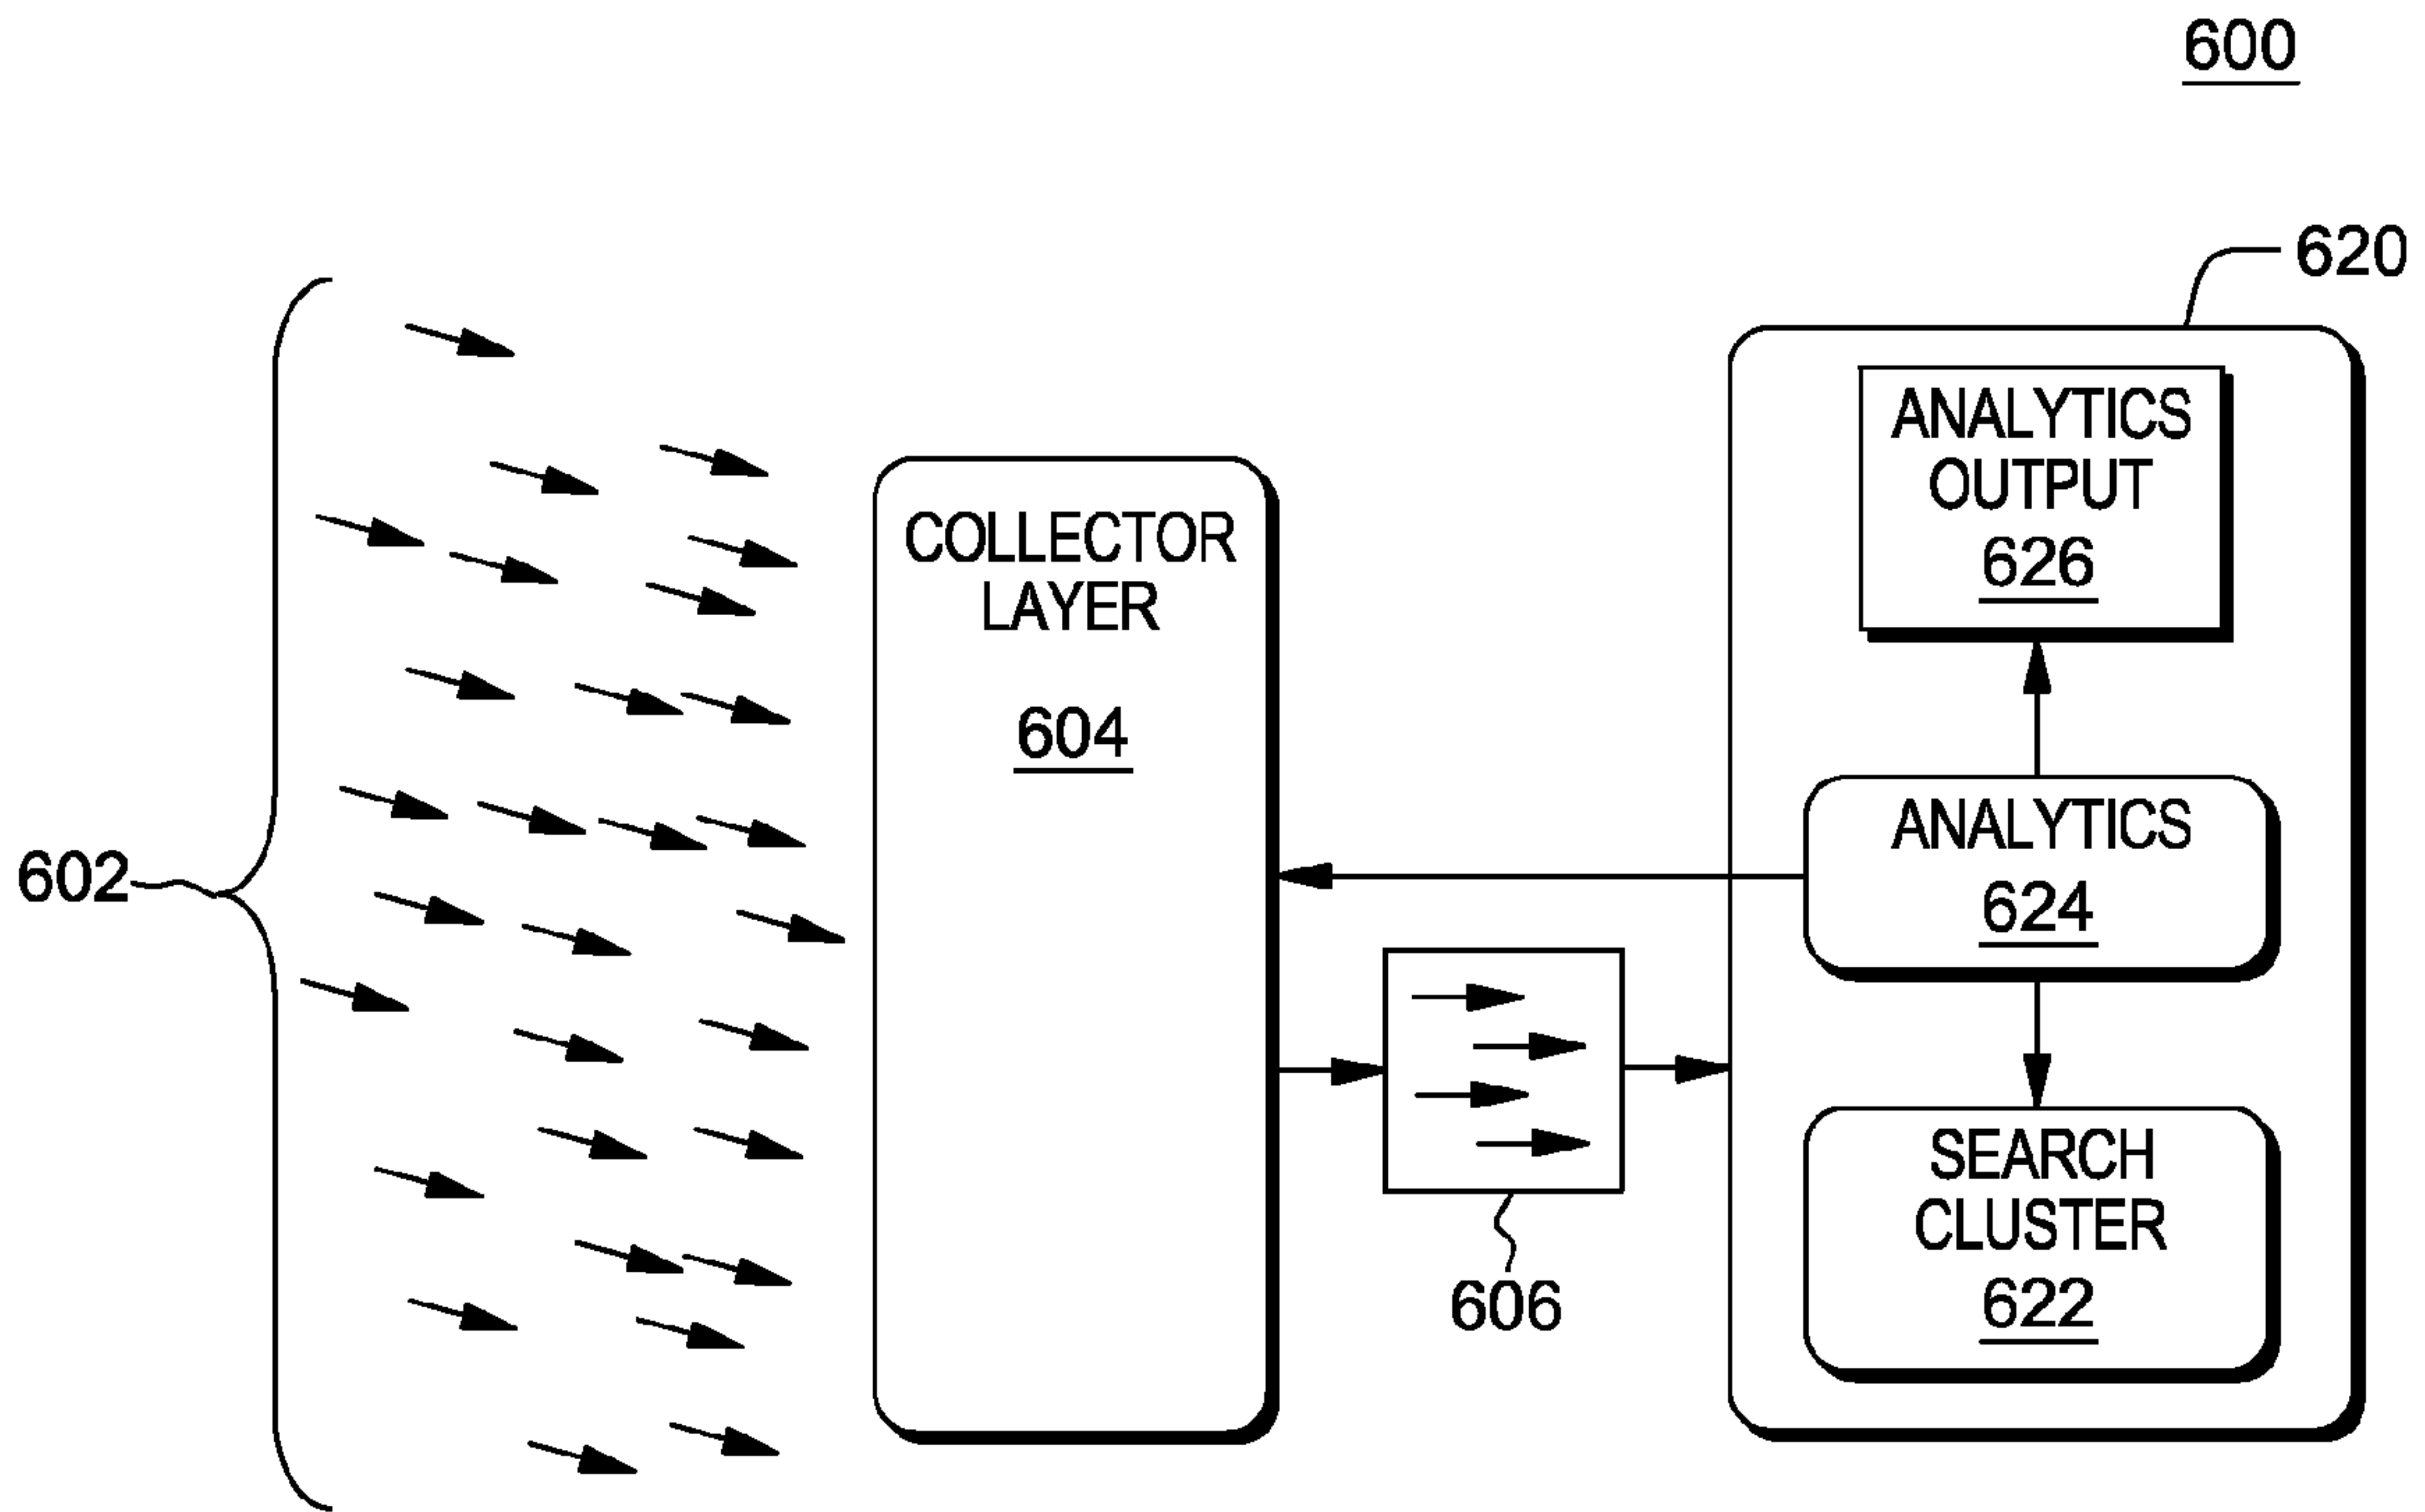 600
620
ANALYTICS
OUTPUT
626
COLLECTOR
LAYER
604
ANALYTICS
624
602
SEARCH
CLUSTER
622
606